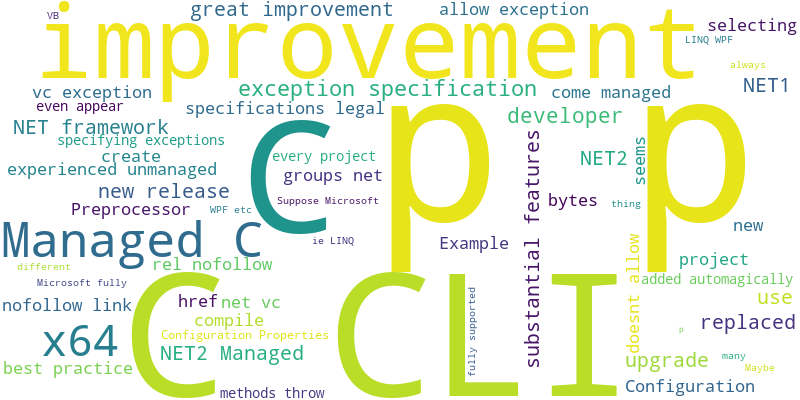 VB
great improvement
allow exception
selecting
improvement
LINQ WPF
always
vc exception
exception specification
come managed
NET1
even appear
specifications legal
developer
NET framework
C
p
p
specifying exceptions
create
every project
NET2
seems
experienced unmanaged
groups net
new release
Suppose Microsoft
bytes
thing
Preprocessor
WPF etc
substantial features
new
Managed C
ie LINQ
Example
doesnt allow
different
rel nofollow
project
Microsoft fully
C
CLI
added automagically
nofollow link
href
net vc
fully supported
use
compile
replaced
x64
Configuration Properties
p
NET2 Managed
upgrade
many
best practice
Maybe
methods throw
Configuration